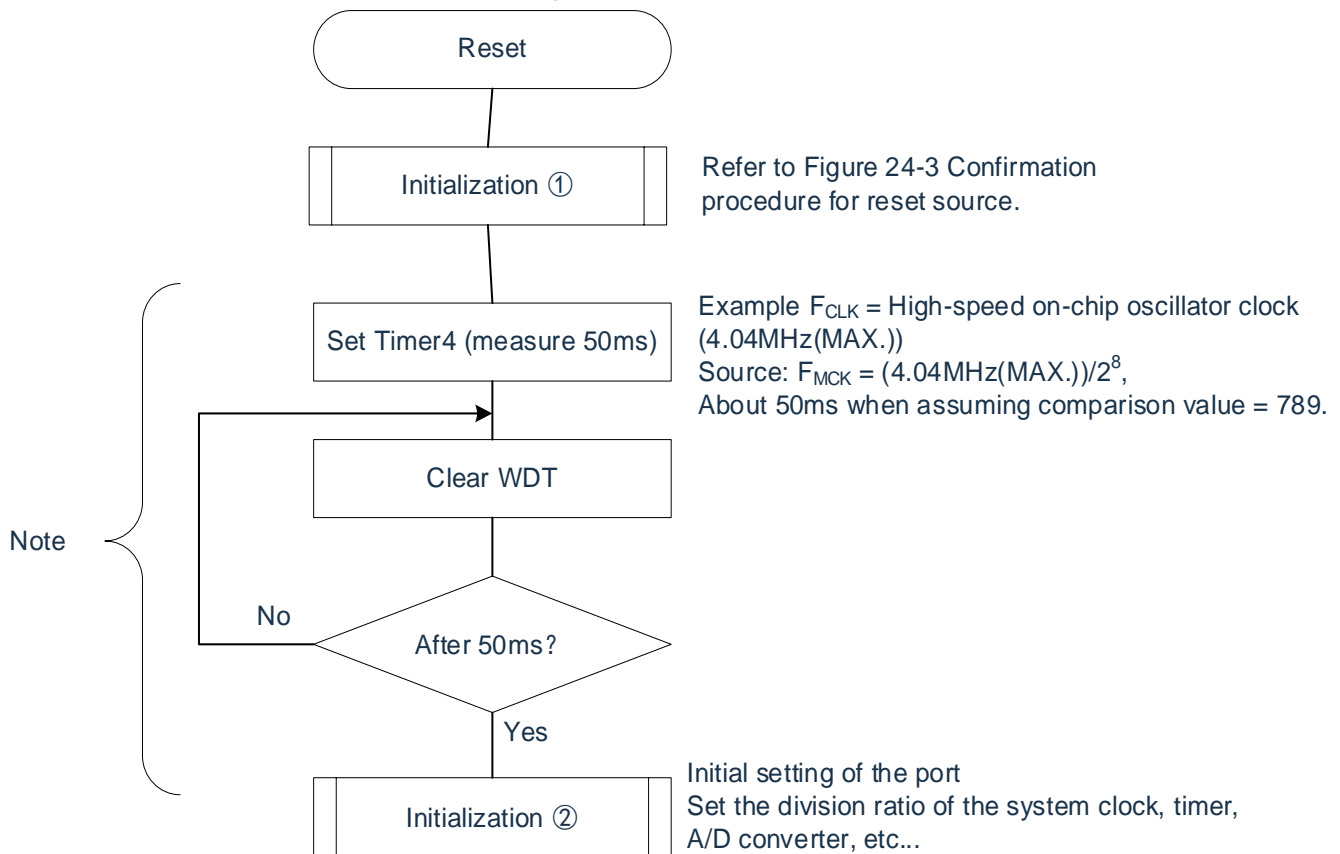 Reset
Initialization ①
Refer to Figure 24-3 Confirmation
procedure for reset source.
Set Timer4 (measure 50ms)
Example F_CLK = High-speed on-chip oscillator clock
(4.04MHz(MAX.))
Source: F_MCK = (4.04MHz(MAX.))/2^8,
About 50ms when assuming comparison value = 789.
Clear WDT
Note
No
After 50ms?
Yes
Initialization ②
Initial setting of the port
Set the division ratio of the system clock, timer,
A/D converter, etc...